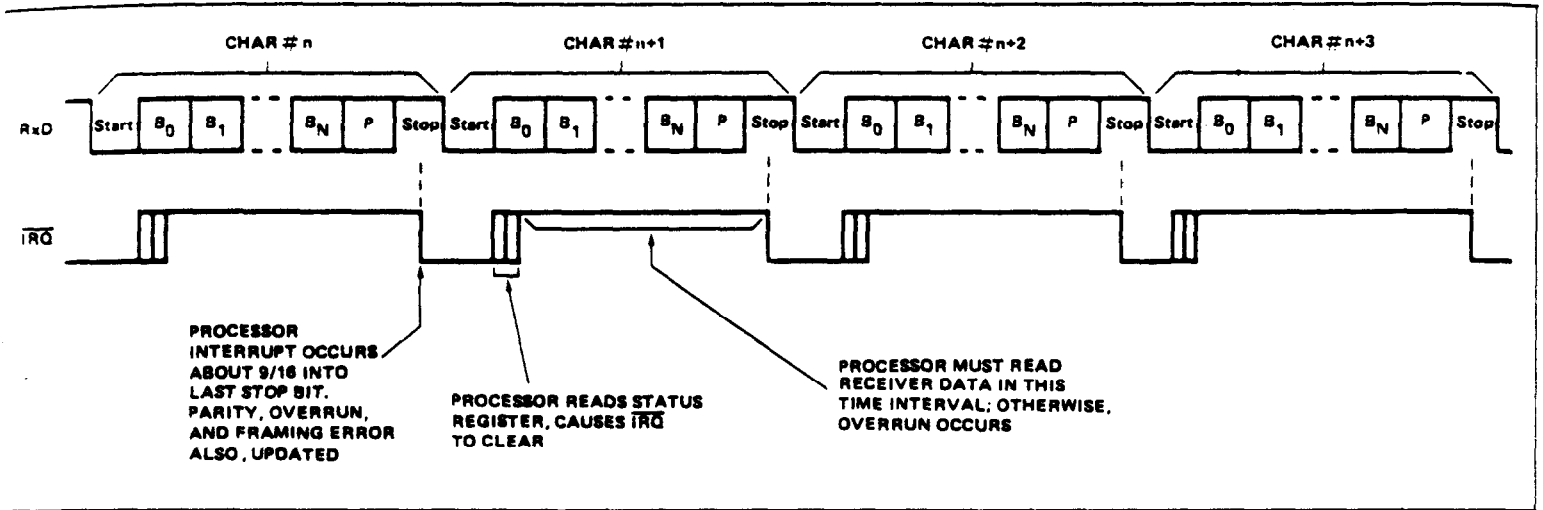 CHAR # n CHAR # n+1 CHAR # n+2 CHAR # n+3
RxD Start B0 B1 BN P Stop Start B0 B1 BN P Stop Start B0 B1 BN P Stop Start B0 B1 BN P Stop
IRQ
PROCESSOR
INTERRUPT OCCURS
ABOUT 9/16 INTO
LAST STOP BIT.
PARITY, OVERRUN,
AND FRAMING ERROR
ALSO, UPDATED
PROCESSOR READS STATUS
REGISTER, CAUSES IRQ
TO CLEAR
PROCESSOR MUST READ
RECEIVER DATA IN THIS
TIME INTERVAL; OTHERWISE,
OVERRUN OCCURS